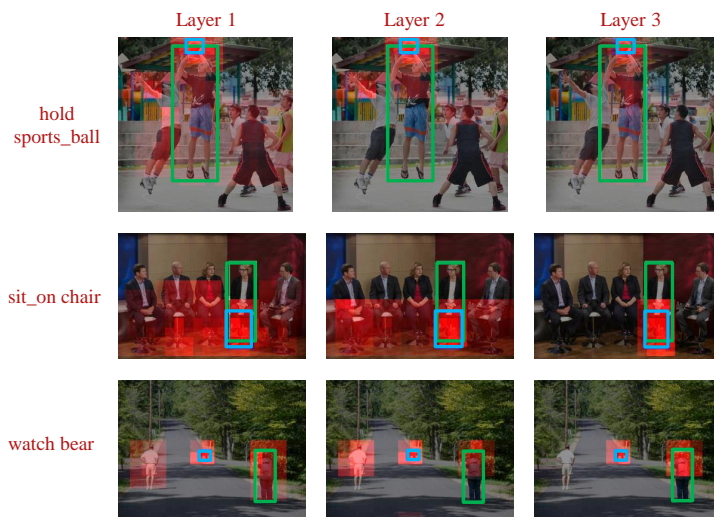 Layer 1 Layer 2 Layer 3
hold
sports_ball
sit_on chair
watch bear